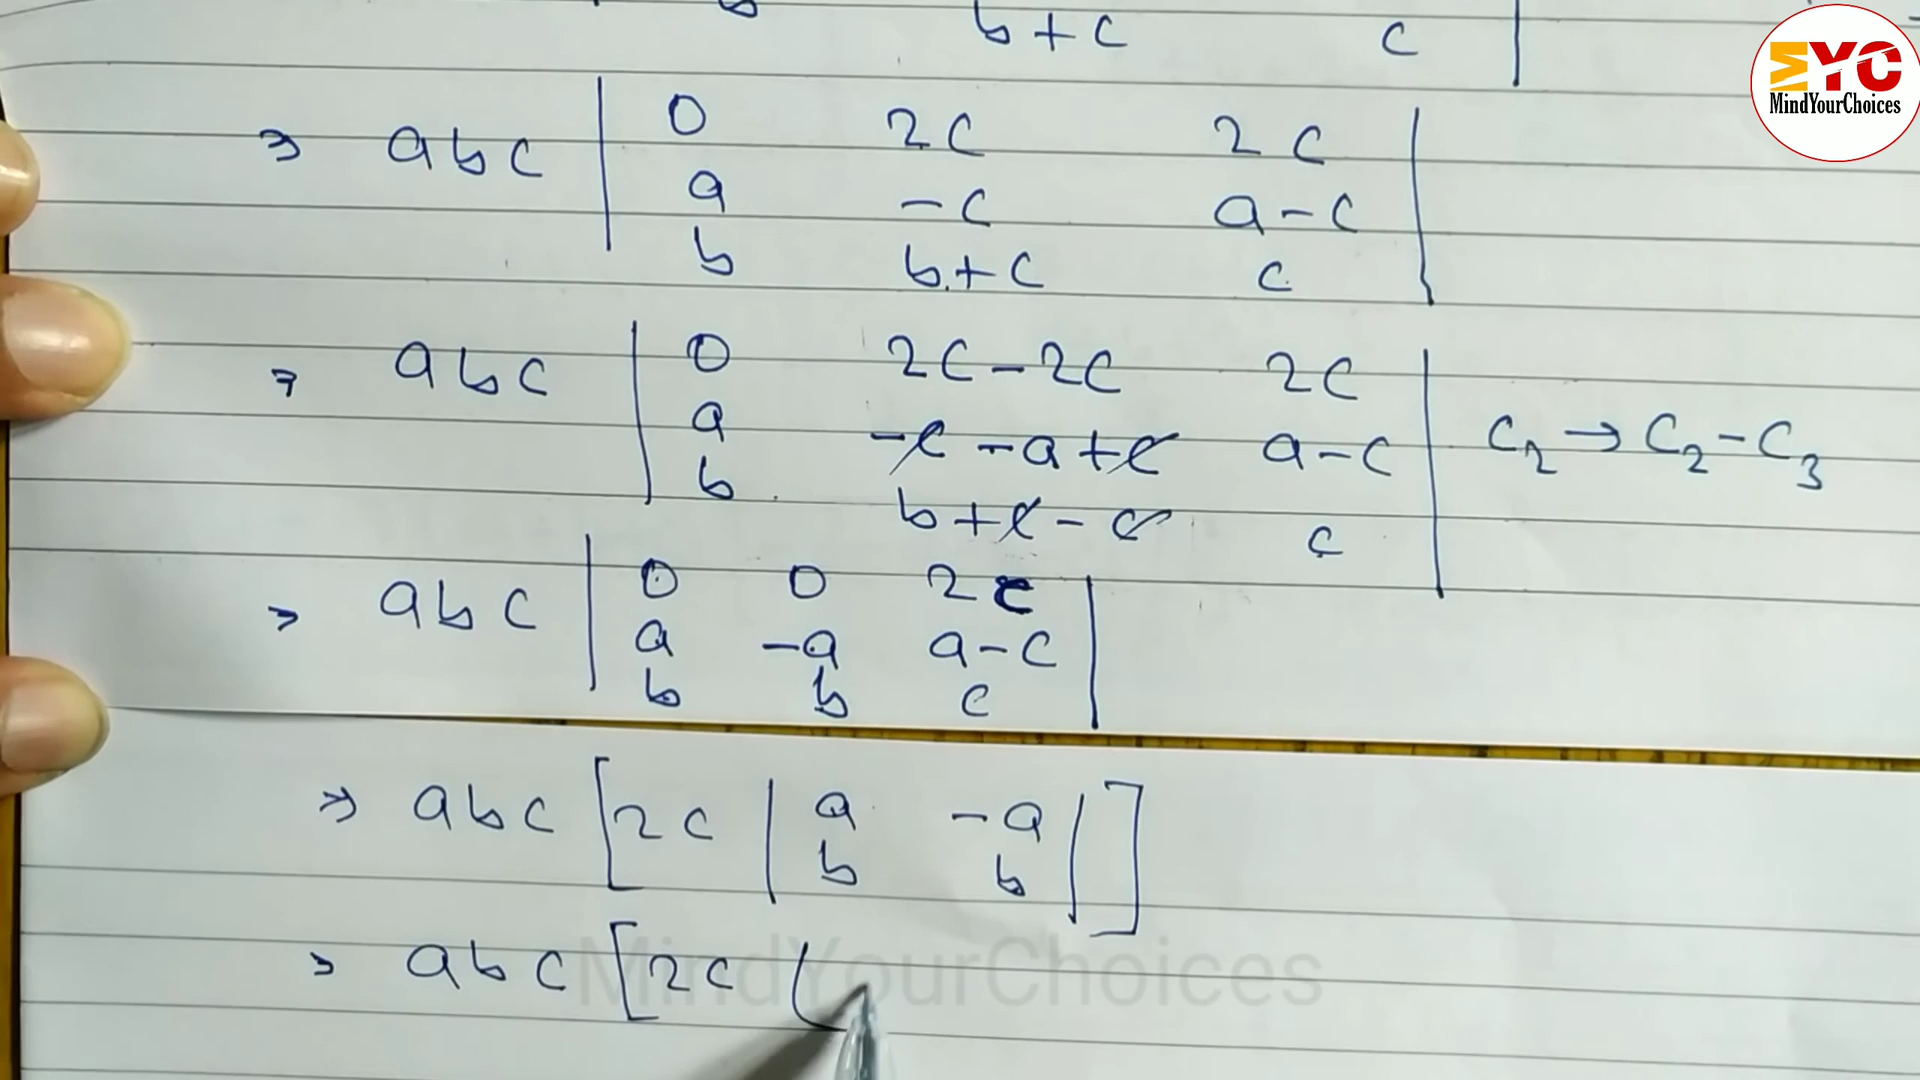 b+c c
MYC
MindYourChoices
⇒ abc | 0 2c 2c |
a -c a-c
b b+c c
⇒ abc | 0 2c-2c 2c |
a -c-a+c a-c C₂→C₂-C₃
b b+c-c c
⇒ abc | 0 0 2c |
a -a a-c
b b c
⇒ abc [2c | a -a |]
b b
⇒ abc [2c (
MindYourChoices